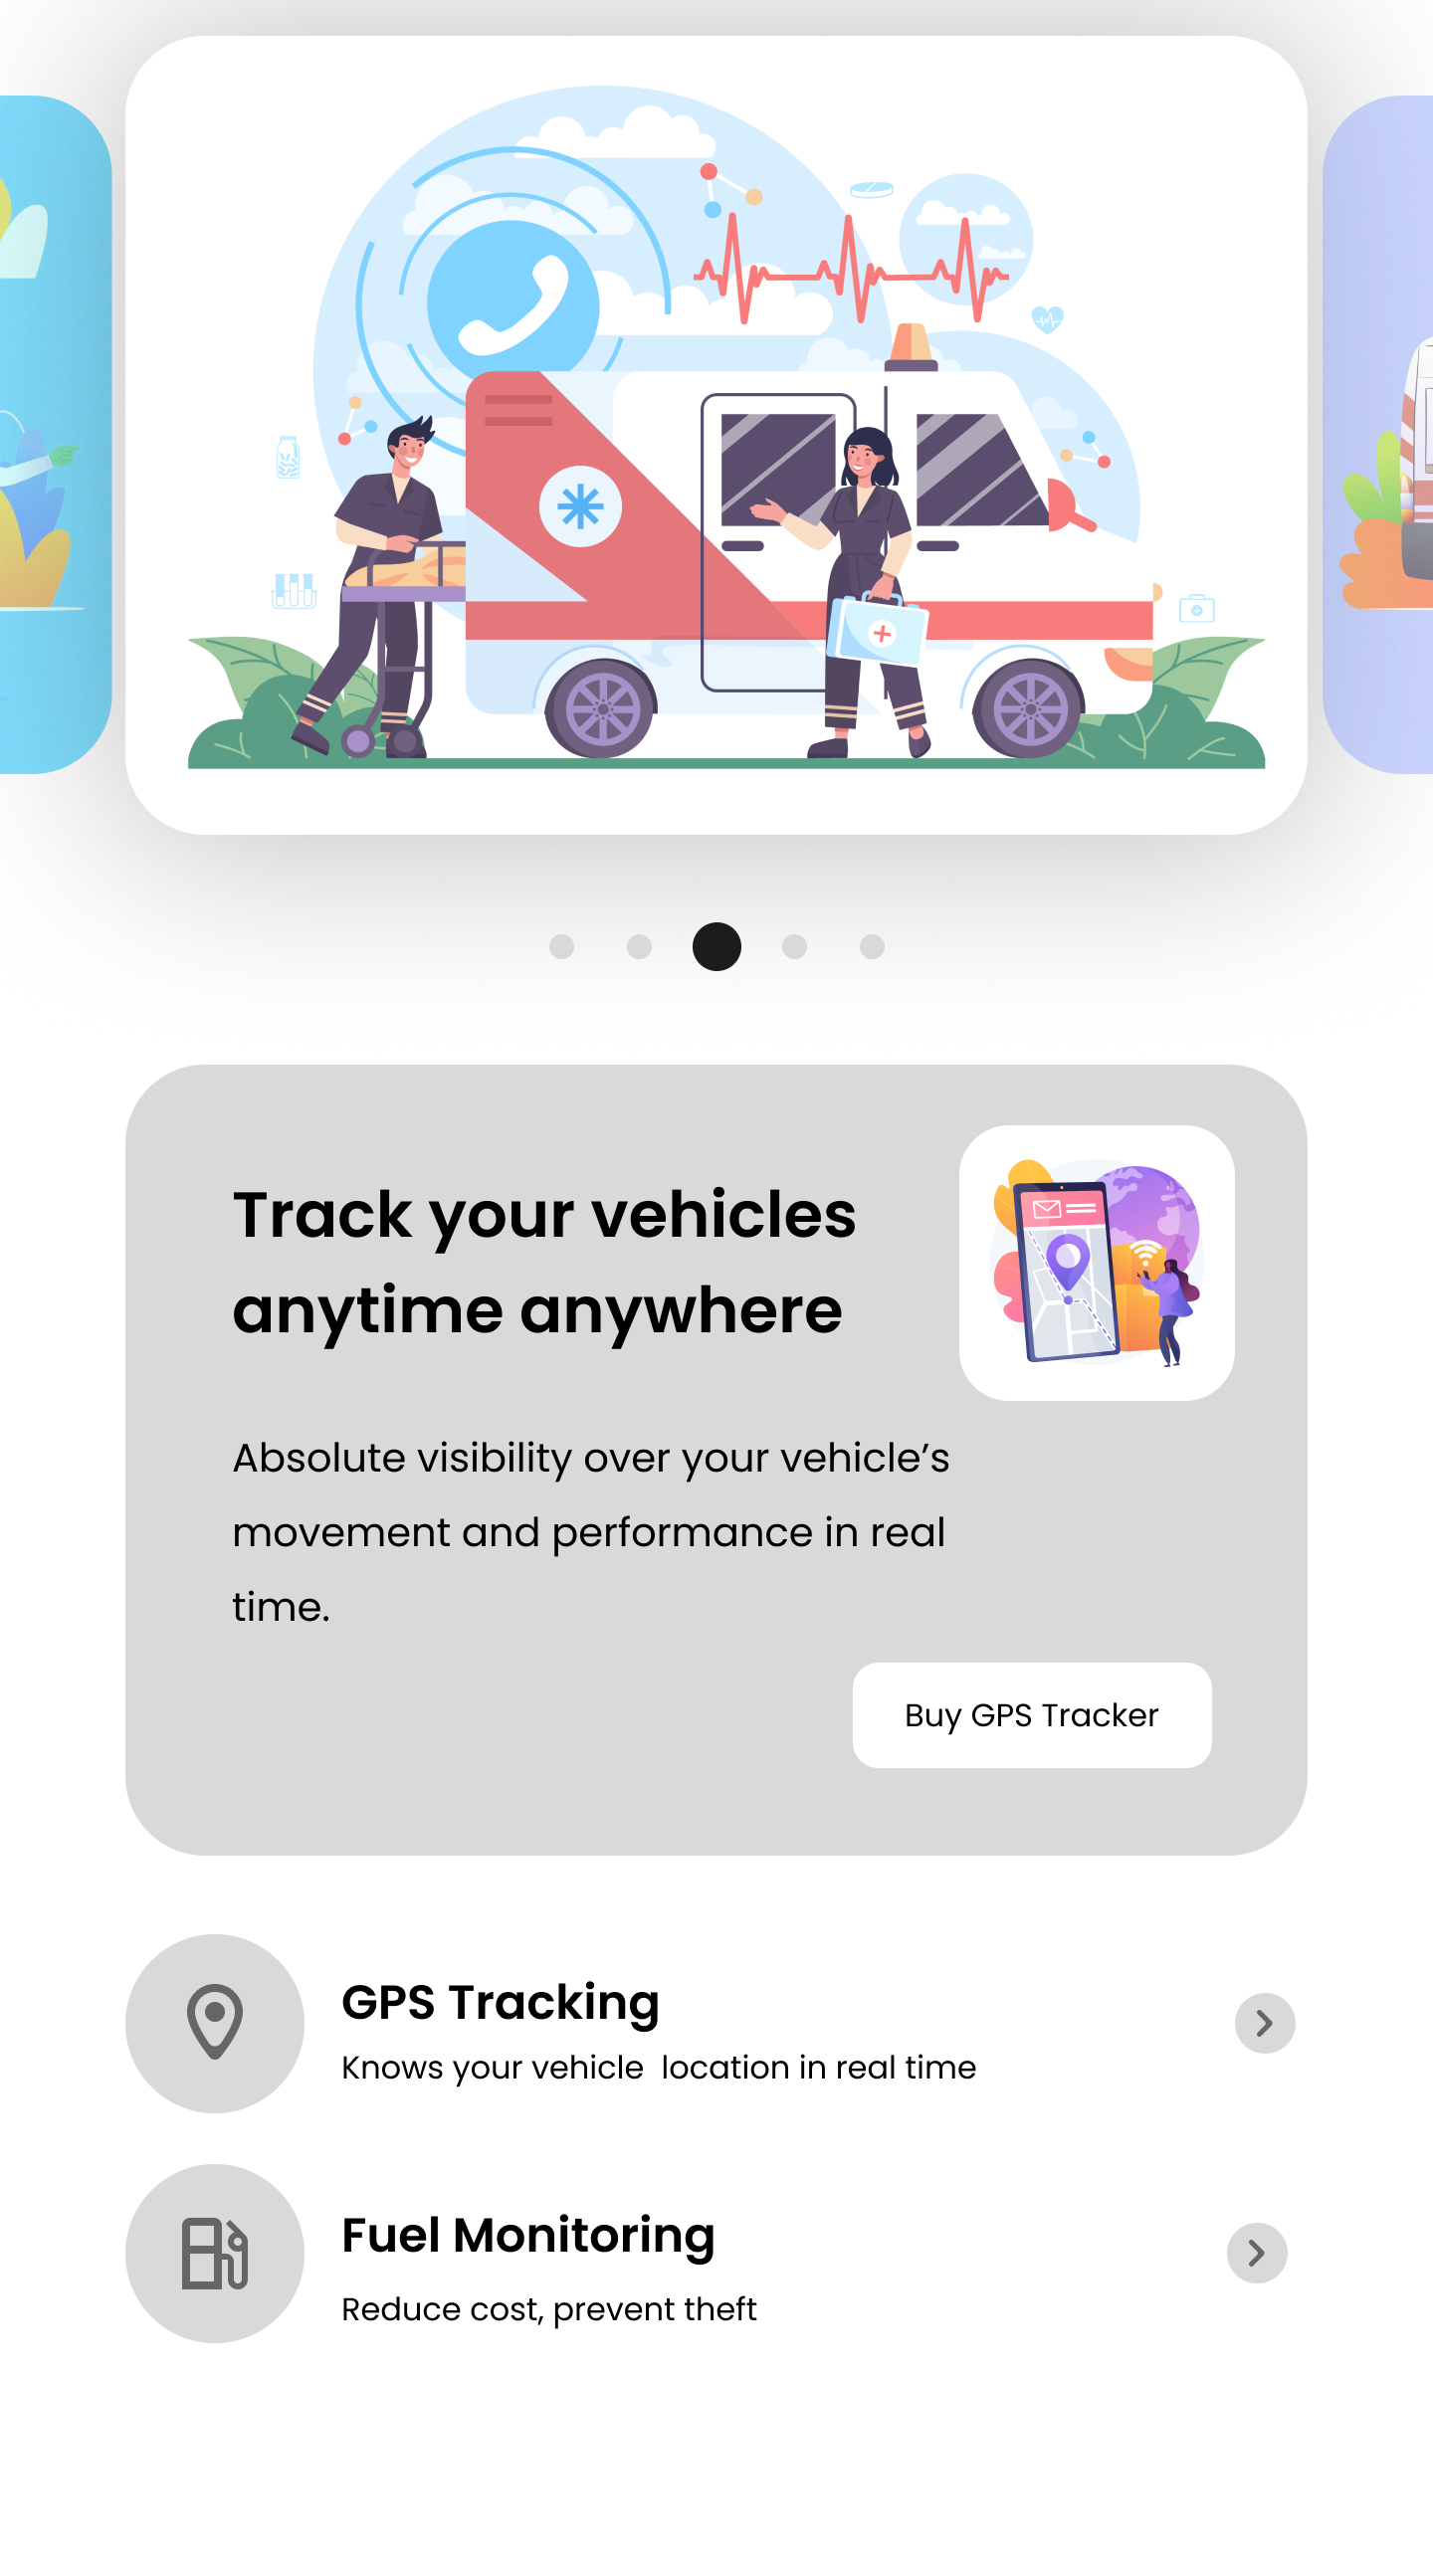 Track your vehicles
anytime anywhere
Absolute visibility over your vehicle’s
movement and performance in real
time.
Buy GPS Tracker
GPS Tracking
Knows your vehicle  location in real time
Fuel Monitoring
Reduce cost, prevent theft